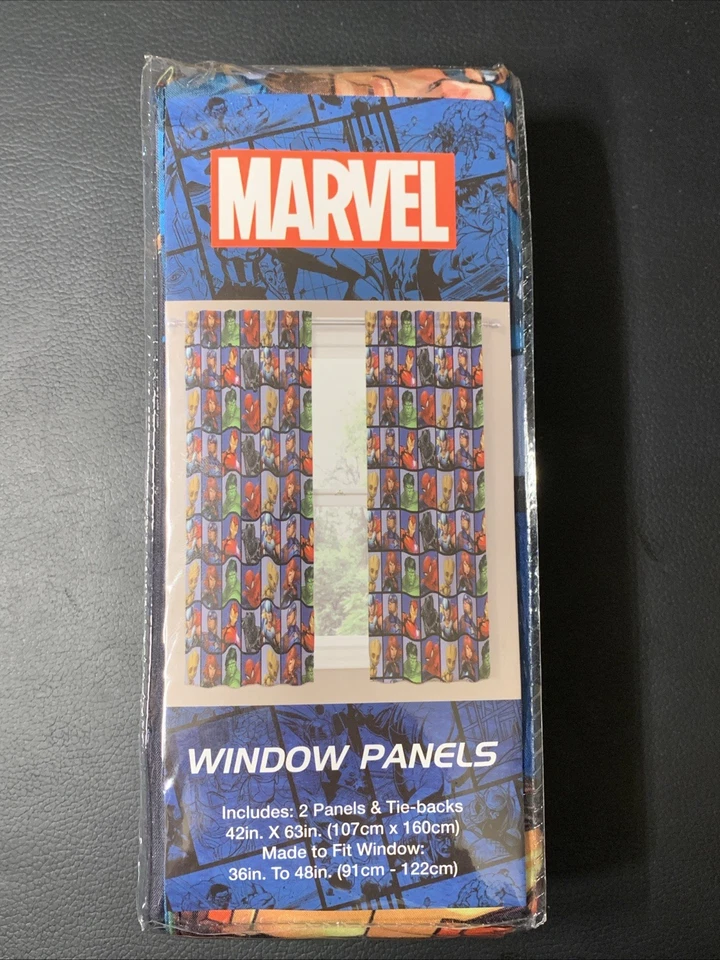 MARVEL
WINDOW PANELS
Includes: 2 Panels & Tie-backs
42in. X 63in. (107cm x 160cm)
Made to Fit Window:
36in. To 48in. (91cm - 122cm)